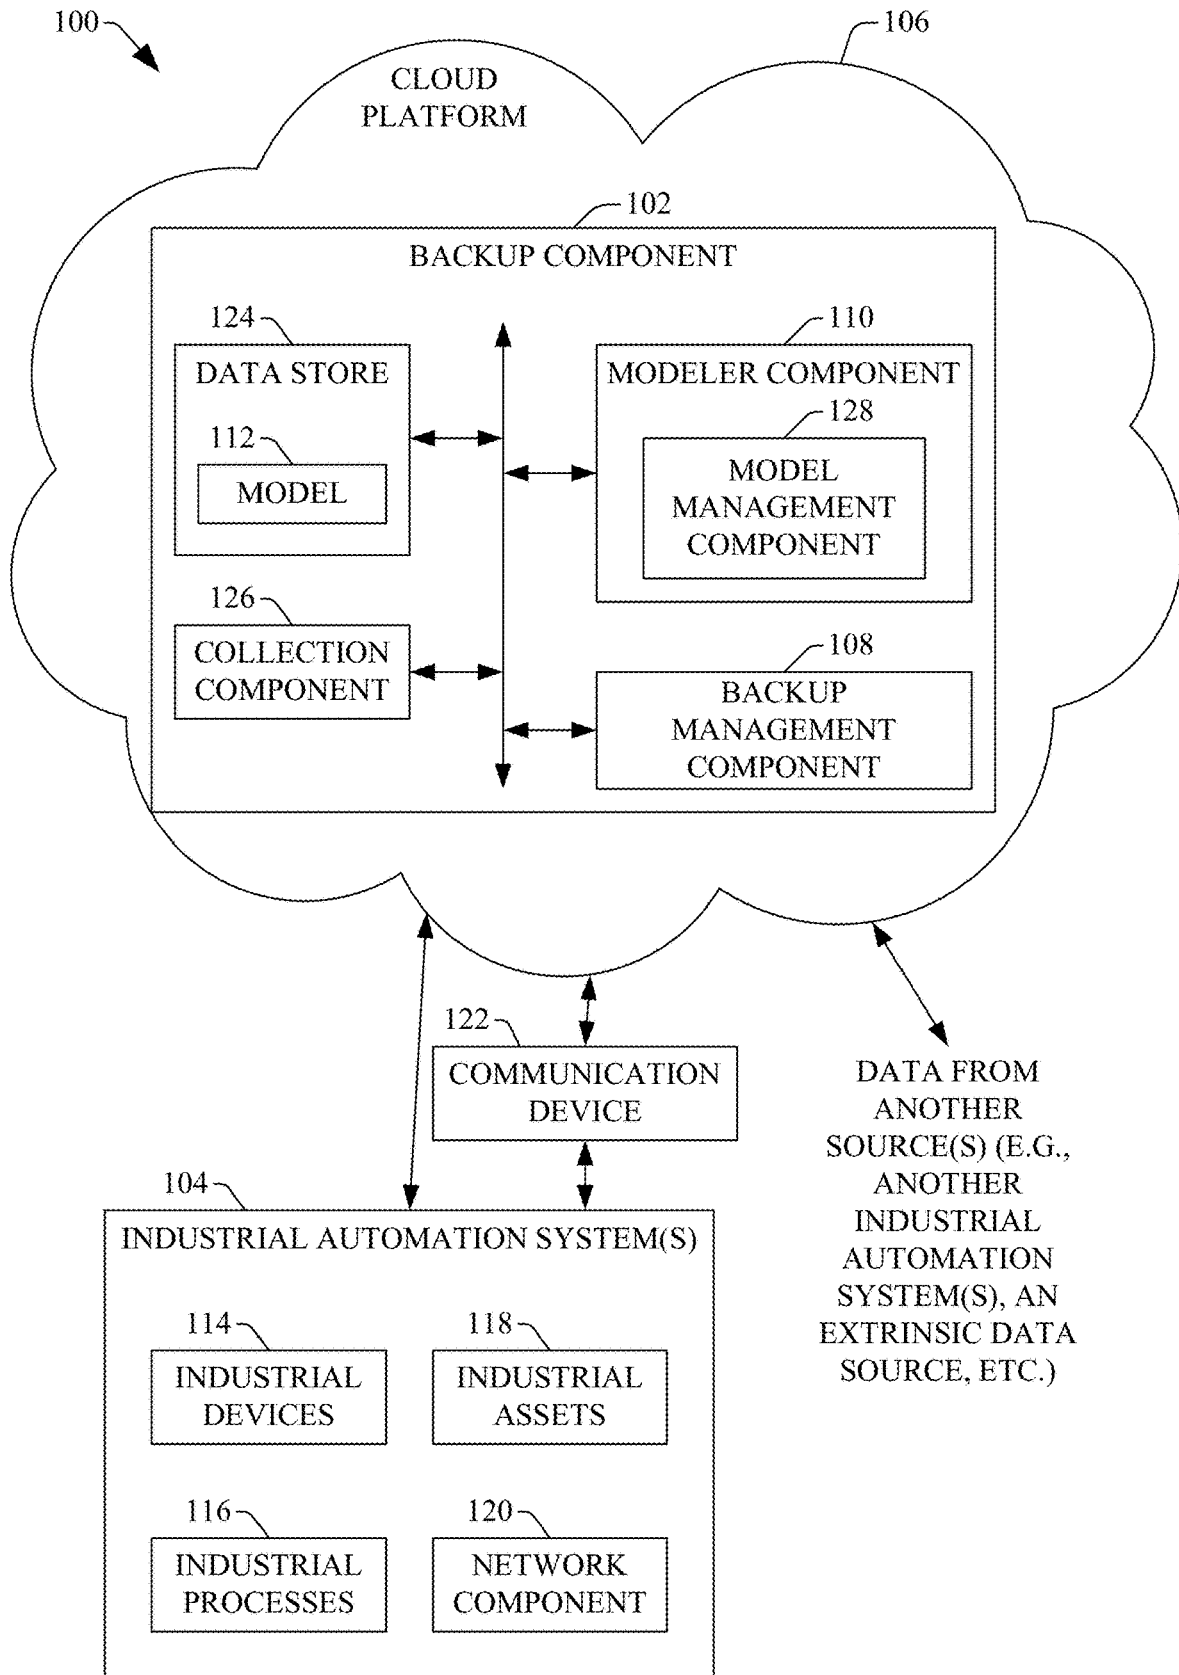 100
106
CLOUD
PLATFORM
102
BACKUP COMPONENT
124
DATA STORE
112
MODEL
110
MODELER COMPONENT
128
MODEL
MANAGEMENT
COMPONENT
126
COLLECTION
COMPONENT
108
BACKUP
MANAGEMENT
COMPONENT
122
COMMUNICATION
DEVICE
DATA FROM
ANOTHER
SOURCE(S) (E.G.,
ANOTHER
INDUSTRIAL
AUTOMATION
SYSTEM(S), AN
EXTRINSIC DATA
SOURCE, ETC.)
104
INDUSTRIAL AUTOMATION SYSTEM(S)
114
INDUSTRIAL
DEVICES
118
INDUSTRIAL
ASSETS
116
INDUSTRIAL
PROCESSES
120
NETWORK
COMPONENT